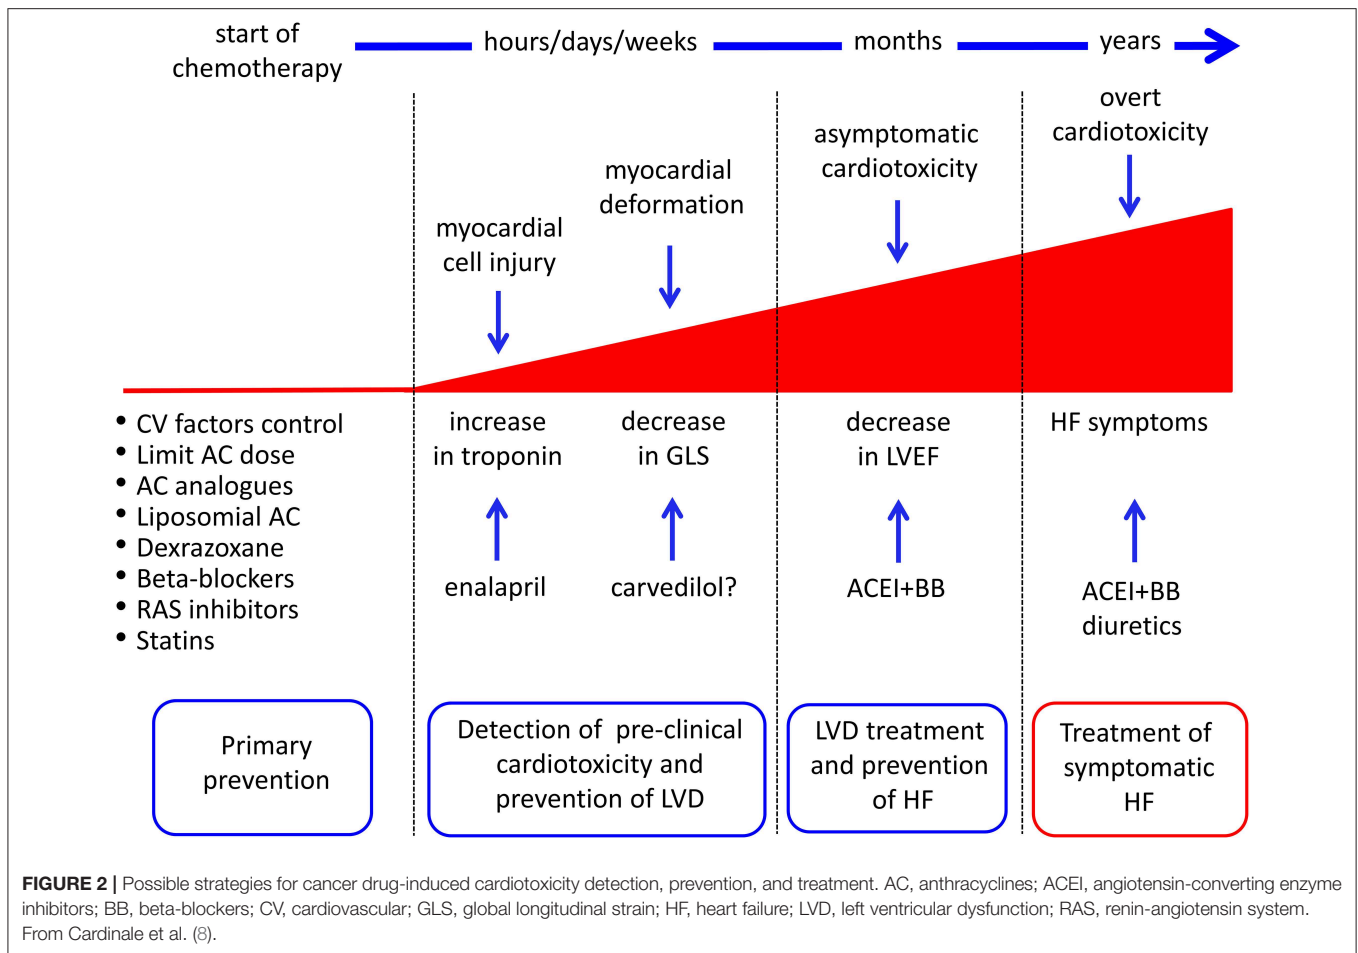 start of
chemotherapy
hours/days/weeks
months
years
overt
cardiotoxicity
asymptomatic
cardiotoxicity
myocardial
deformation
myocardial
cell injury
• CV factors control
• Limit AC dose
• AC analogues
• Liposomial AC
• Dexrazoxane
• Beta-blockers
• RAS inhibitors
• Statins
increase
in troponin
decrease
in GLS
decrease
in LVEF
HF symptoms
enalapril
carvedilol?
ACEI+BB
ACEI+BB
diuretics
Primary
prevention
Detection of pre-clinical
cardiotoxicity and
prevention of LVD
LVD treatment
and prevention
of HF
Treatment of
symptomatic
HF
FIGURE 2 | Possible strategies for cancer drug-induced cardiotoxicity detection, prevention, and treatment. AC, anthracyclines; ACEI, angiotensin-converting enzyme
inhibitors; BB, beta-blockers; CV, cardiovascular; GLS, global longitudinal strain; HF, heart failure; LVD, left ventricular dysfunction; RAS, renin-angiotensin system.
From Cardinale et al. (8).